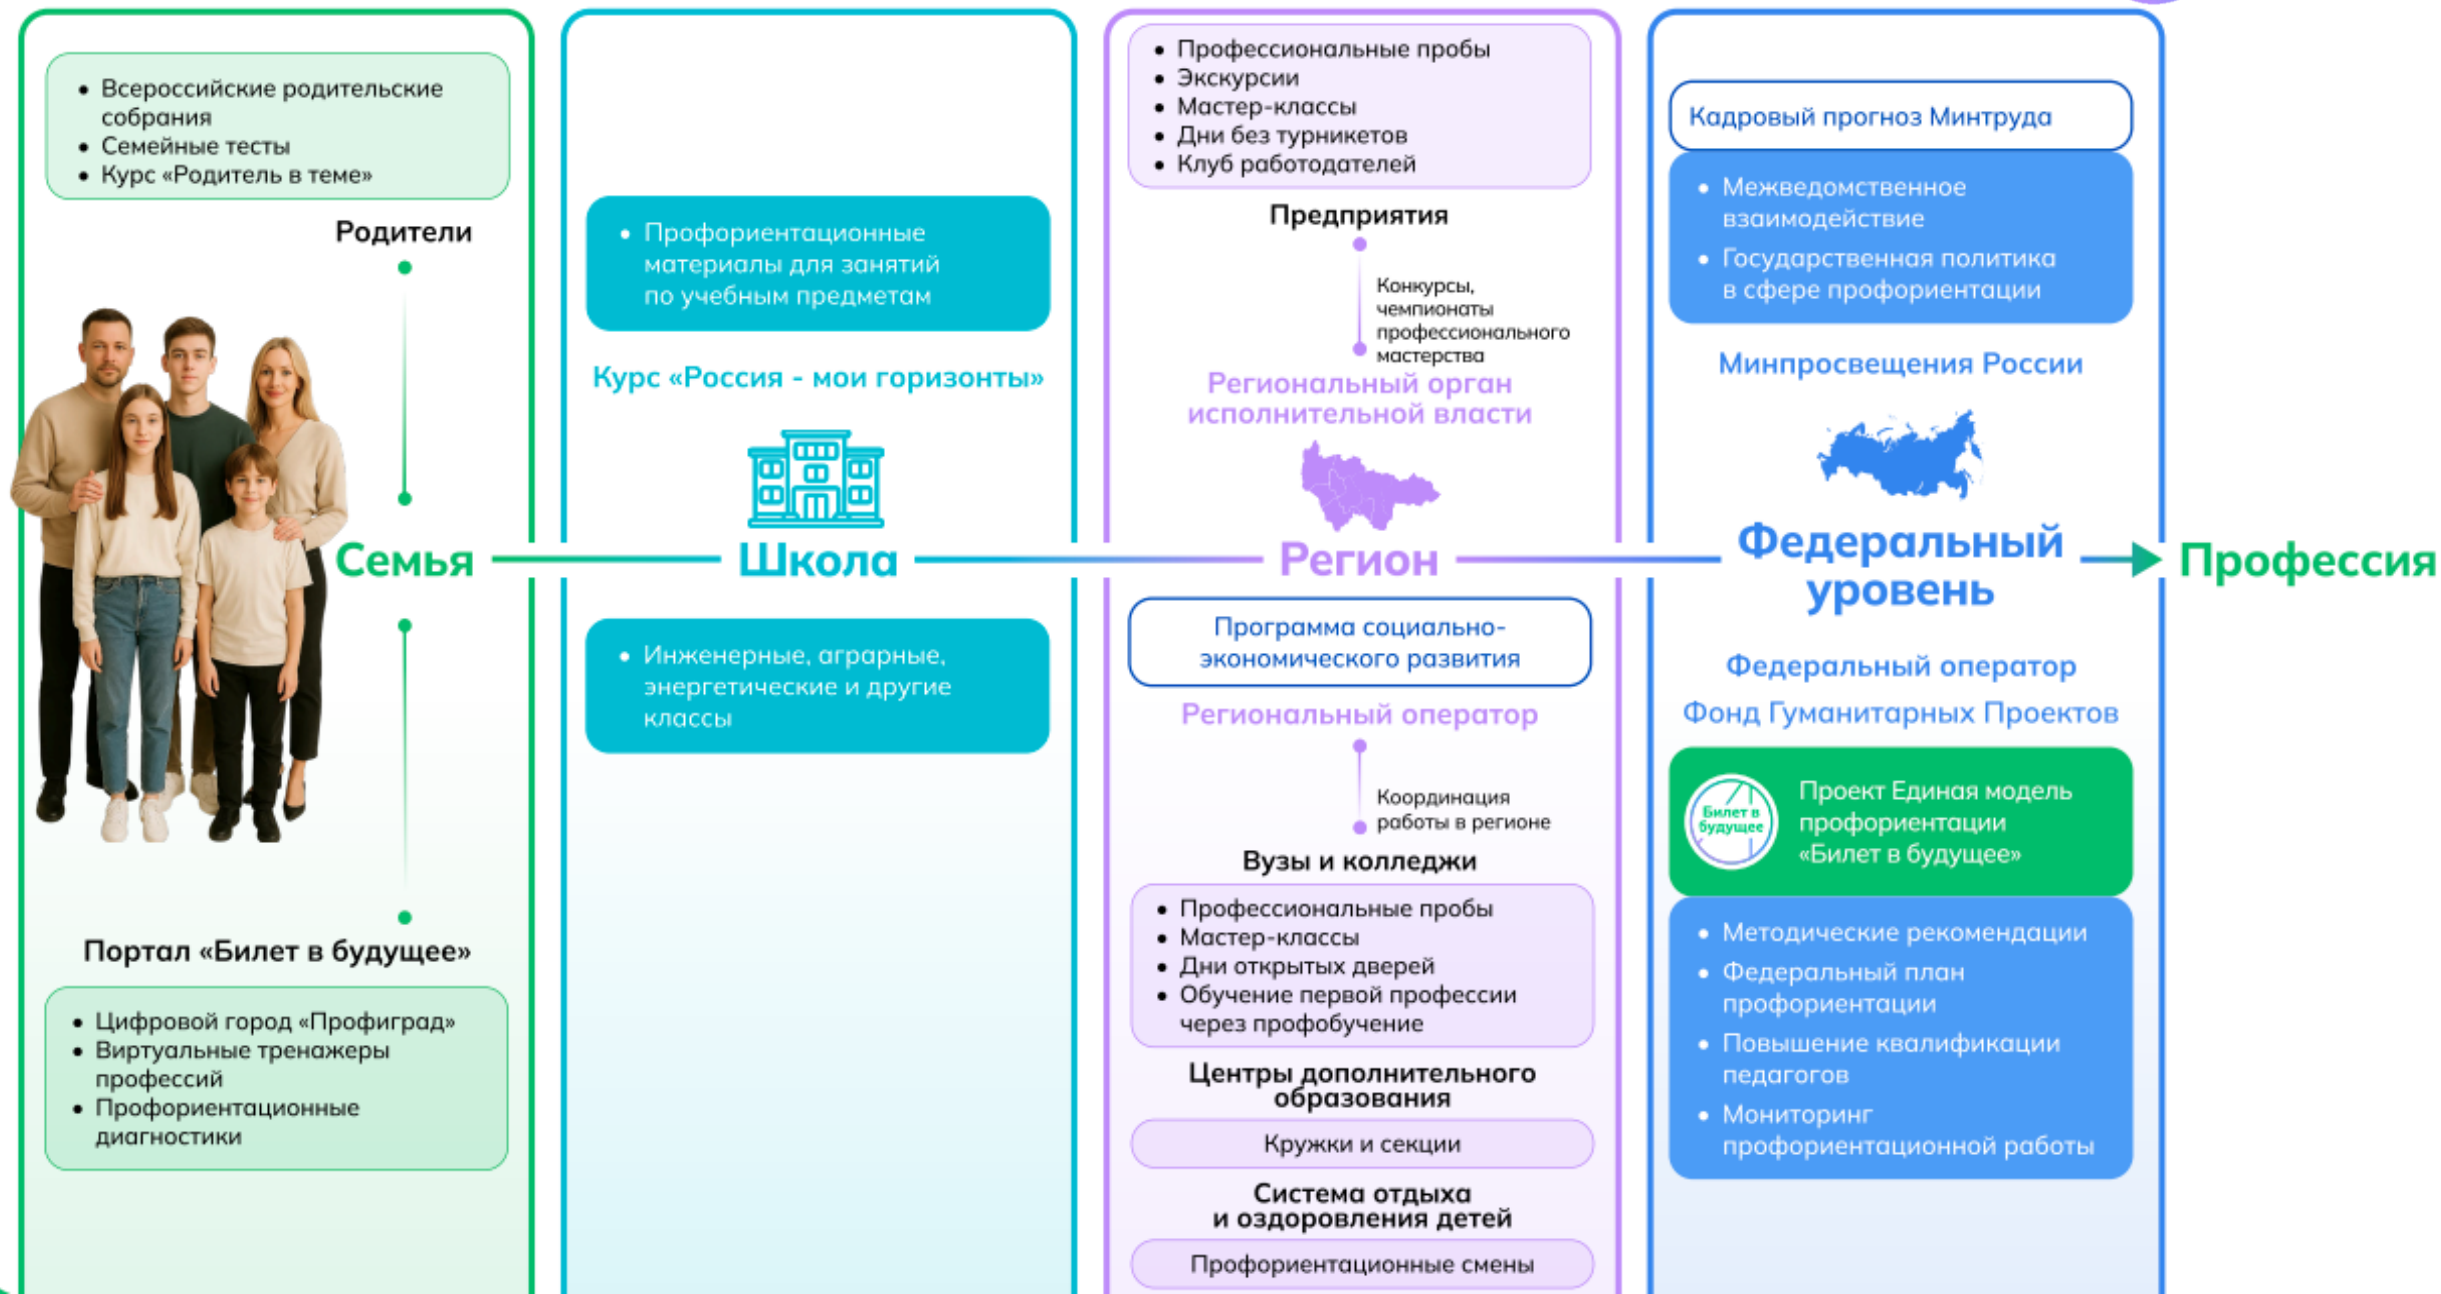 • Всероссийские родительские
собрания
• Семейные тесты
• Курс «Родитель в теме»
Родители
Семья
Портал «Билет в будущее»
• Цифровой город «Профиград»
• Виртуальные тренажеры
профессий
• Профориентационные
диагностики
• Профориентационные
материалы для занятий
по учебным предметам
Курс «Россия - мои горизонты»
Школа
• Инженерные, аграрные,
энергетические и другие
классы
• Профессиональные пробы
• Экскурсии
• Мастер-классы
• Дни без турникетов
• Клуб работодателей
Предприятия
Конкурсы,
чемпионаты
профессионального
мастерства
Региональный орган
исполнительной власти
Регион
Программа социально-
экономического развития
Региональный оператор
Координация
работы в регионе
Вузы и колледжи
• Профессиональные пробы
• Мастер-классы
• Дни открытых дверей
• Обучение первой профессии
через профобучение
Центры дополнительного
образования
Кружки и секции
Система отдыха
и оздоровления детей
Профориентационные смены
Кадровый прогноз Минтруда
• Межведомственное
взаимодействие
• Государственная политика
в сфере профориентации
Минпросвещения России
Федеральный
уровень
Федеральный оператор
Фонд Гуманитарных Проектов
Билет в
будущее
Проект Единая модель
профориентации
«Билет в будущее»
• Методические рекомендации
• Федеральный план
профориентации
• Повышение квалификации
педагогов
• Мониторинг
профориентационной работы
Профессия